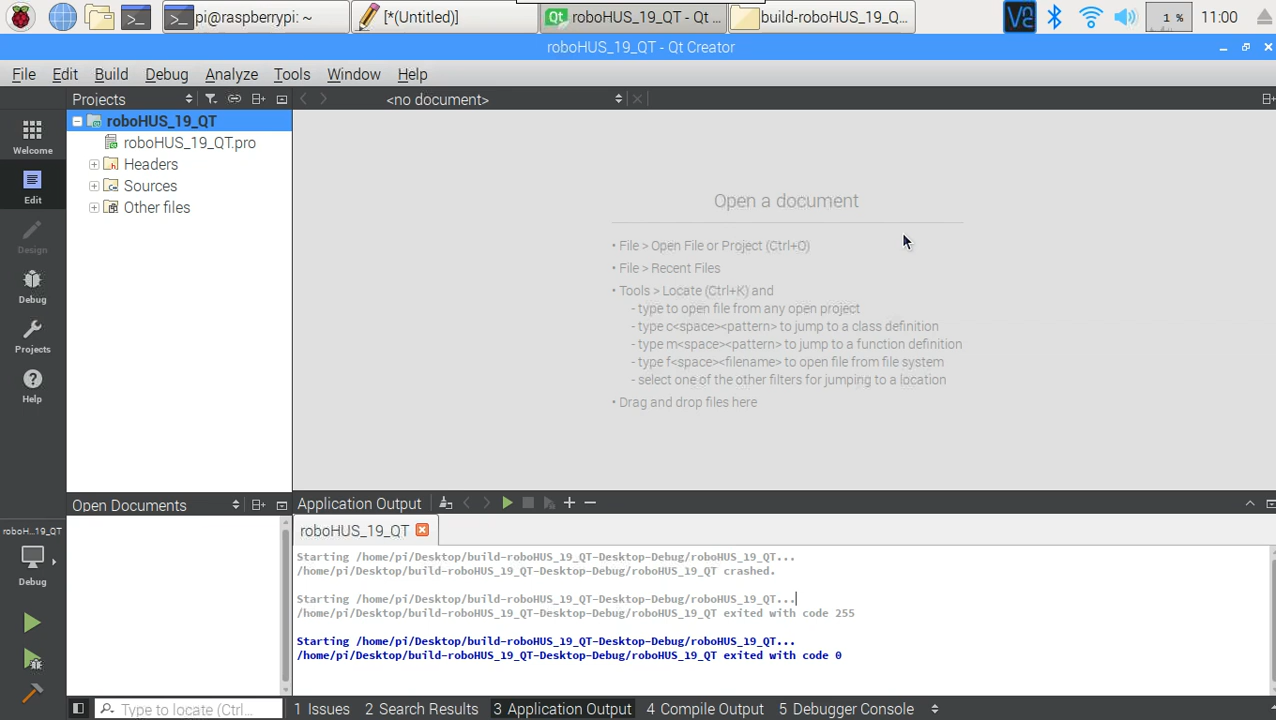 pi@raspberrypi: ~
[*(Untitled)]
roboHUS_19_QT - Qt ...
build-roboHUS_19_Q...
1 %
11:00
roboHUS_19_QT - Qt Creator
File Edit Build Debug Analyze Tools Window Help
Projects
<no document>
Welcome
Edit
Design
Debug
Projects
Help
roboHUS_19_QT
roboHUS_19_QT.pro
Headers
Sources
Other files
Open a document
• File > Open File or Project (Ctrl+O)
• File > Recent Files
• Tools > Locate (Ctrl+K) and
- type to open file from any open project
- type c<space><pattern> to jump to a class definition
- type m<space><pattern> to jump to a function definition
- type f<space><filename> to open file from file system
- select one of the other filters for jumping to a location
• Drag and drop files here
Open Documents
Application Output
roboHUS_19_QT
Starting /home/pi/Desktop/build-roboHUS_19_QT-Desktop-Debug/roboHUS_19_QT...
/home/pi/Desktop/build-roboHUS_19_QT-Desktop-Debug/roboHUS_19_QT crashed.
Starting /home/pi/Desktop/build-roboHUS_19_QT-Desktop-Debug/roboHUS_19_QT...
/home/pi/Desktop/build-roboHUS_19_QT-Desktop-Debug/roboHUS_19_QT exited with code 255
Starting /home/pi/Desktop/build-roboHUS_19_QT-Desktop-Debug/roboHUS_19_QT...
/home/pi/Desktop/build-roboHUS_19_QT-Desktop-Debug/roboHUS_19_QT exited with code 0
roboH...19_QT
Debug
Type to locate (Ctrl...
1 Issues
2 Search Results
3 Application Output
4 Compile Output
5 Debugger Console